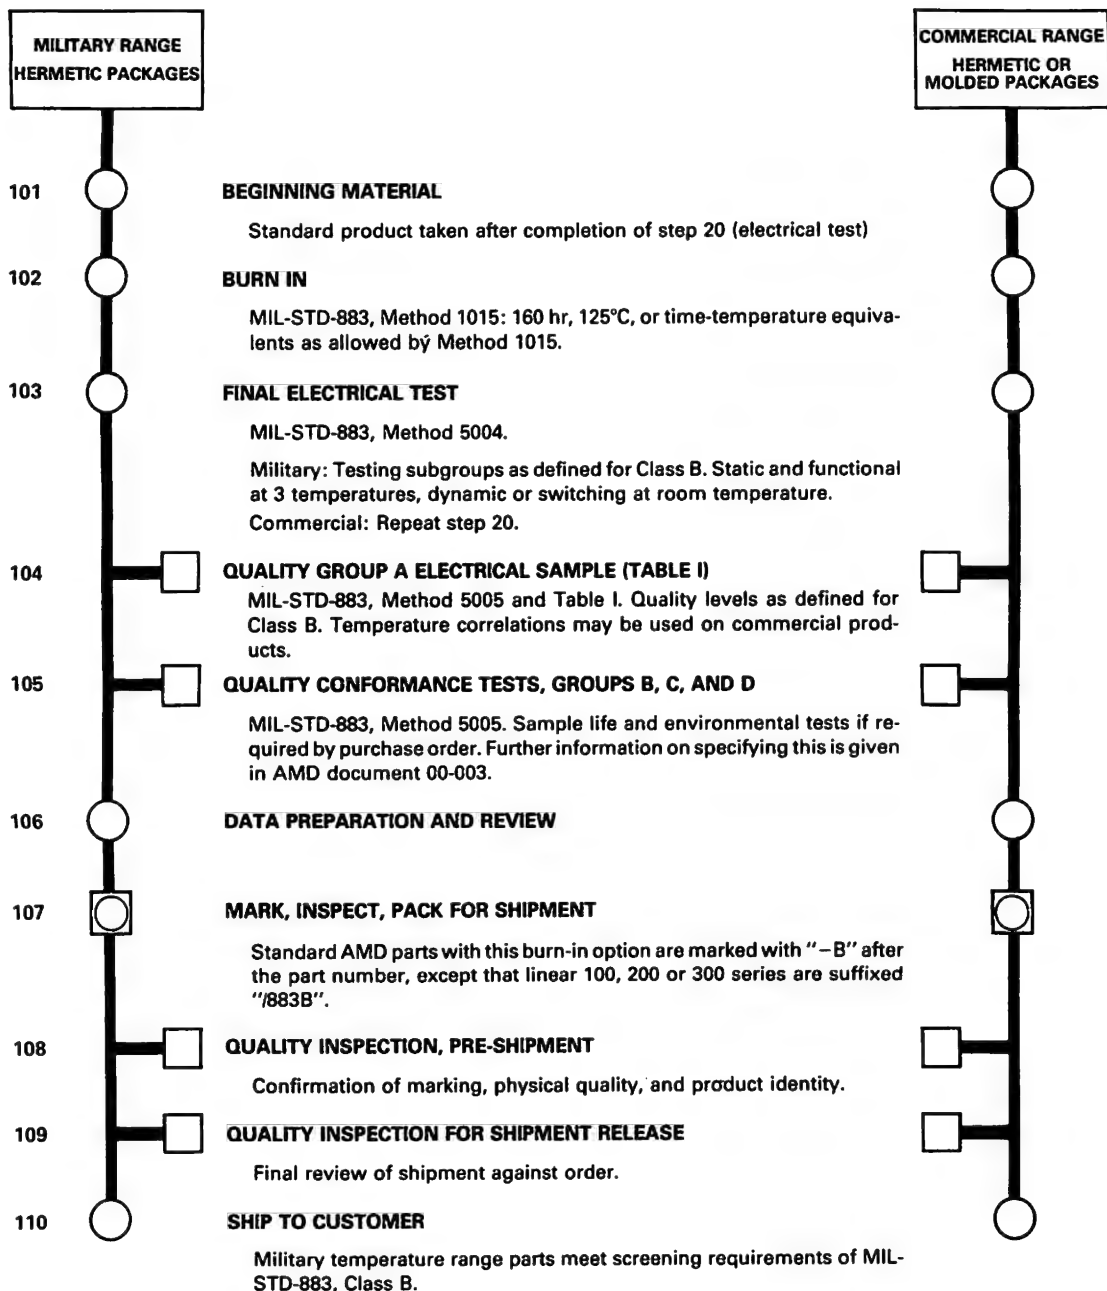 MILITARY RANGE
HERMETIC PACKAGES
COMMERCIAL RANGE
HERMETIC OR
MOLDED PACKAGES
101 BEGINNING MATERIAL
Standard product taken after completion of step 20 (electrical test)
102 BURN IN
MIL-STD-883, Method 1015: 160 hr, 125°C, or time-temperature equiva-
lents as allowed by Method 1015.
103 FINAL ELECTRICAL TEST
MIL-STD-883, Method 5004.
Military: Testing subgroups as defined for Class B. Static and functional
at 3 temperatures, dynamic or switching at room temperature.
Commercial: Repeat step 20.
104 QUALITY GROUP A ELECTRICAL SAMPLE (TABLE I)
MIL-STD-883, Method 5005 and Table I. Quality levels as defined for
Class B. Temperature correlations may be used on commercial prod-
ucts.
105 QUALITY CONFORMANCE TESTS, GROUPS B, C, AND D
MIL-STD-883, Method 5005. Sample life and environmental tests if re-
quired by purchase order. Further information on specifying this is given
in AMD document 00-003.
106 DATA PREPARATION AND REVIEW
107 MARK, INSPECT, PACK FOR SHIPMENT
Standard AMD parts with this burn-in option are marked with "–B" after
the part number, except that linear 100, 200 or 300 series are suffixed
"/883B".
108 QUALITY INSPECTION, PRE-SHIPMENT
Confirmation of marking, physical quality, and product identity.
109 QUALITY INSPECTION FOR SHIPMENT RELEASE
Final review of shipment against order.
110 SHIP TO CUSTOMER
Military temperature range parts meet screening requirements of MIL-
STD-883, Class B.